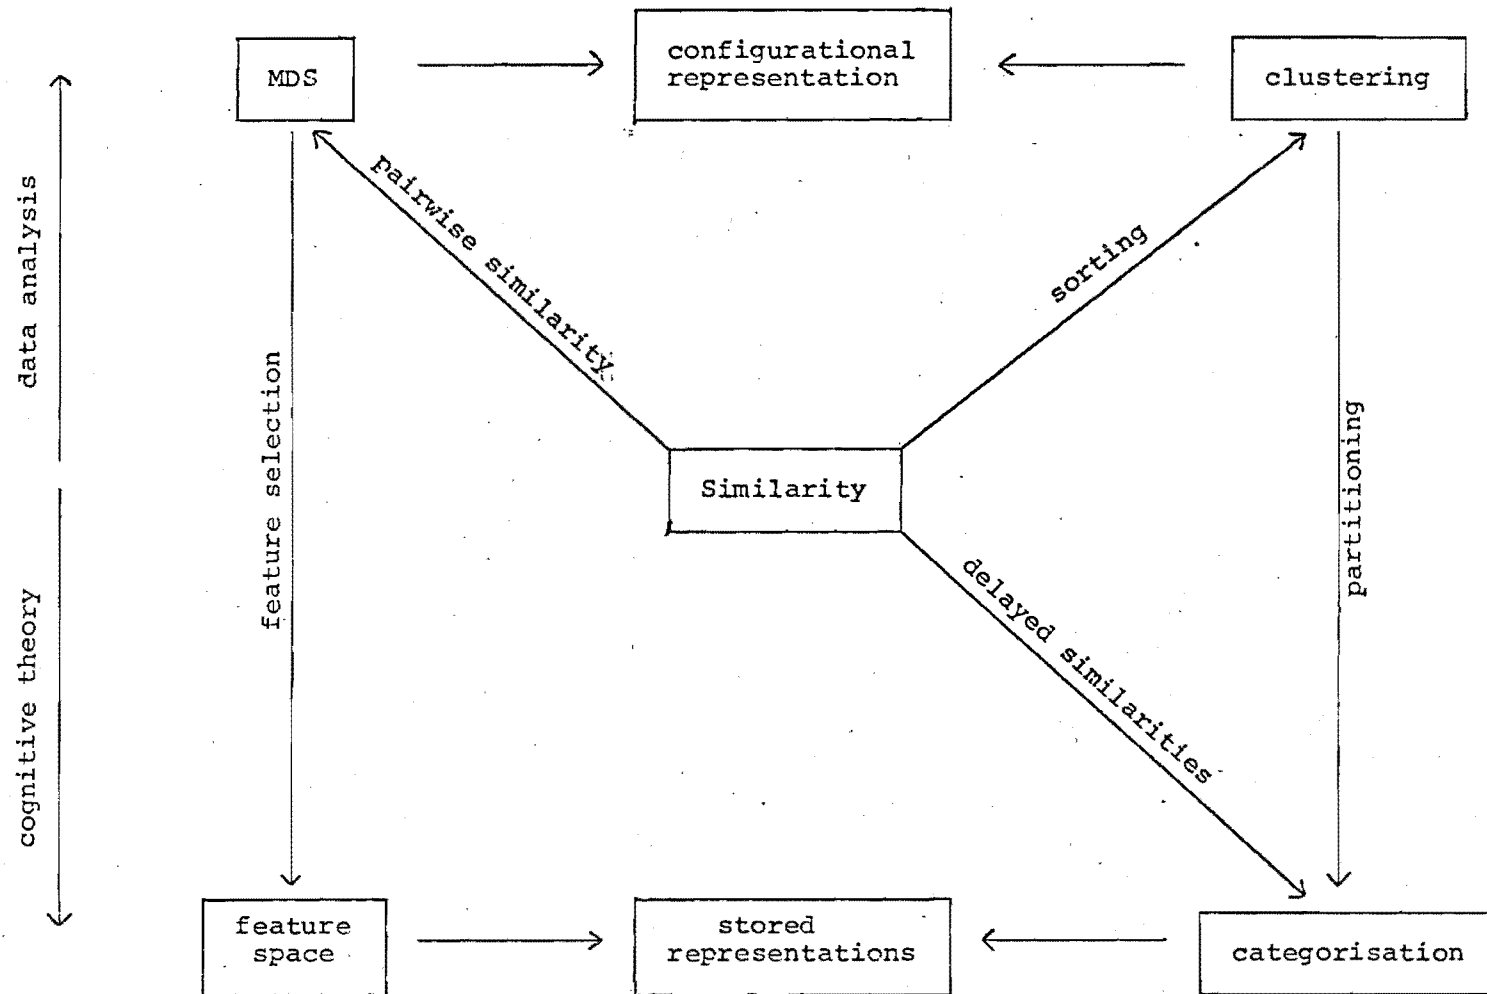 configurational
representation
MDS
clustering
pairwise similarity
sorting
data analysis
feature selection
partitioning
Similarity
delayed similarities
cognitive theory
feature
space
stored
representations
categorisation